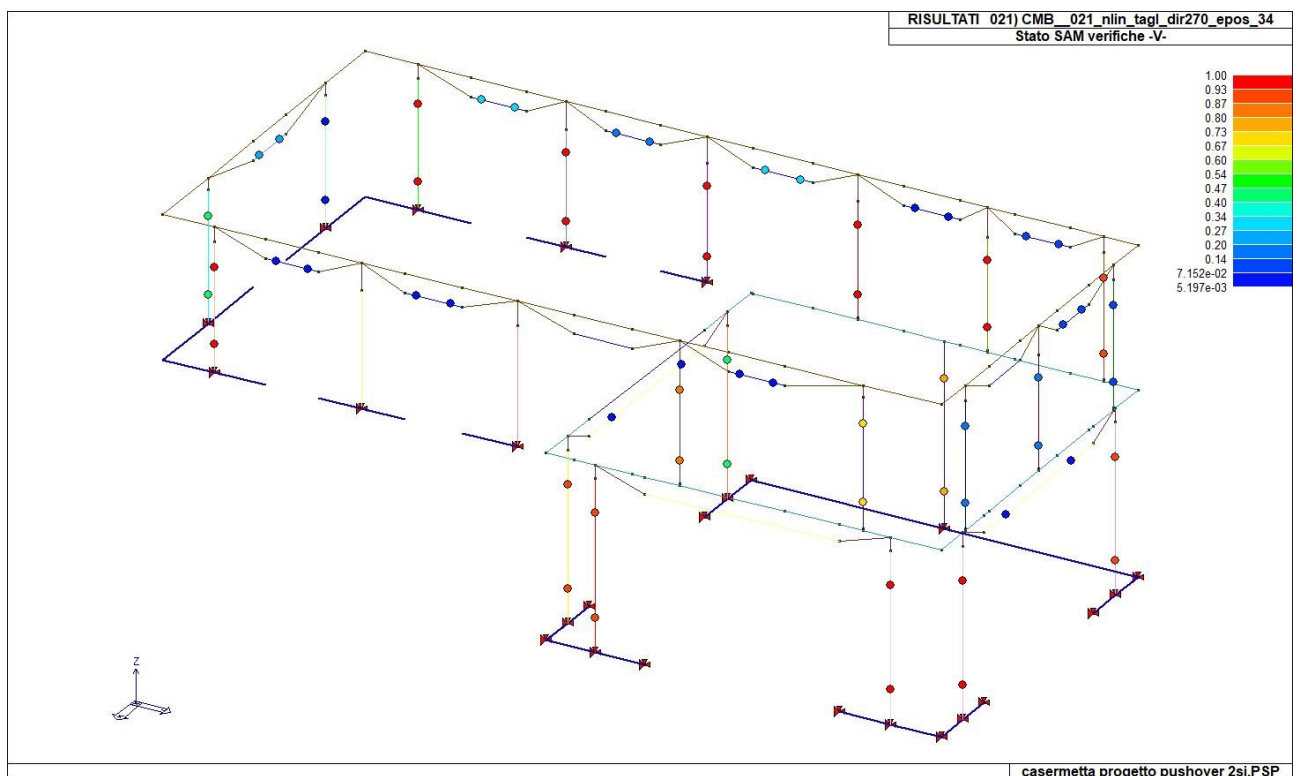 RISULTATI 021) CMB__021_nlin_tagl_dir270_epos_34
Stato SAM verifiche -V-
1.00
0.93
0.87
0.80
0.73
0.67
0.60
0.54
0.47
0.40
0.34
0.27
0.20
0.14
7.152e-02
5.197e-03
Z
casermetta progetto pushover 2si.PSP